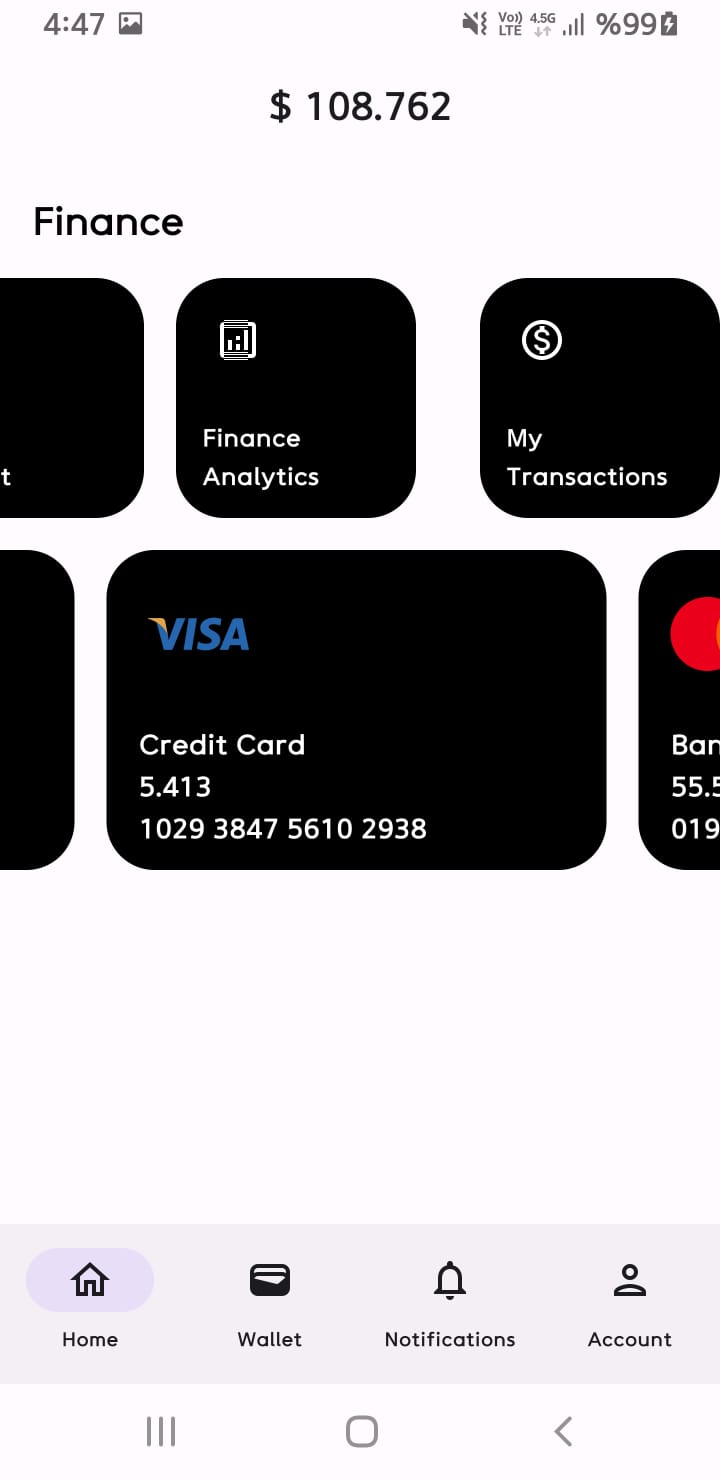 4:47 Vo)) LTE 4.5G %99
$ 108.762
Finance
t
Finance
Analytics
My
Transactions
VISA
Credit Card
5.413
1029 3847 5610 2938
Ban
55.5
019
Home Wallet Notifications Account